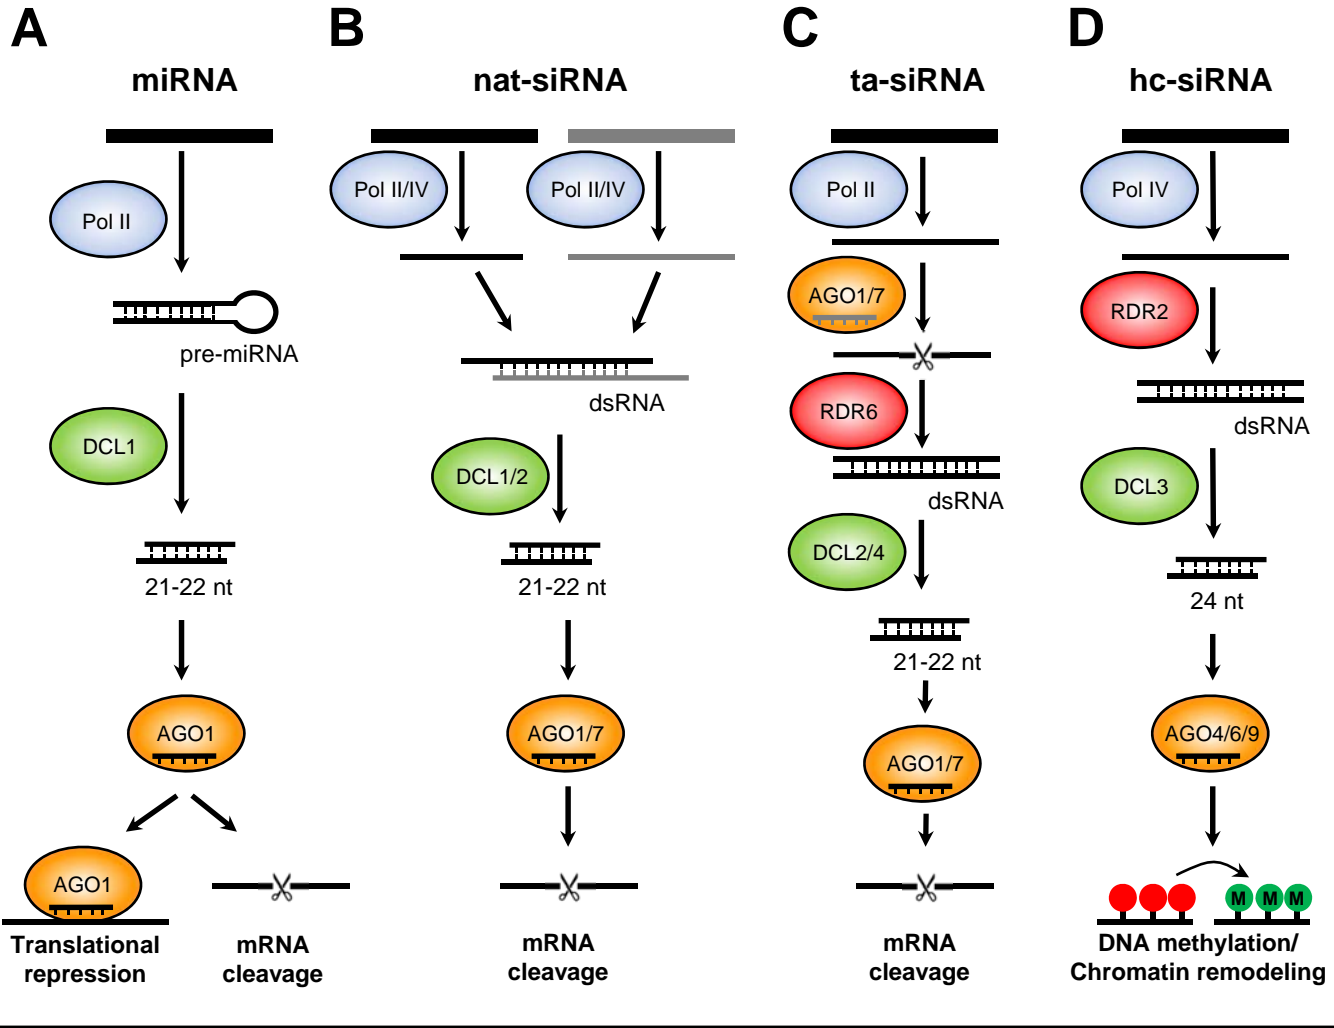 A
miRNA
Pol II
pre-miRNA
DCL1
21-22 nt
AGO1
AGO1
Translational
repression
mRNA
cleavage
B
nat-siRNA
Pol II/IV
Pol II/IV
dsRNA
DCL1/2
21-22 nt
AGO1/7
mRNA
cleavage
C
ta-siRNA
Pol II
AGO1/7
RDR6
dsRNA
DCL2/4
21-22 nt
AGO1/7
mRNA
cleavage
D
hc-siRNA
Pol IV
RDR2
dsRNA
DCL3
24 nt
AGO4/6/9
M M M
DNA methylation/
Chromatin remodeling